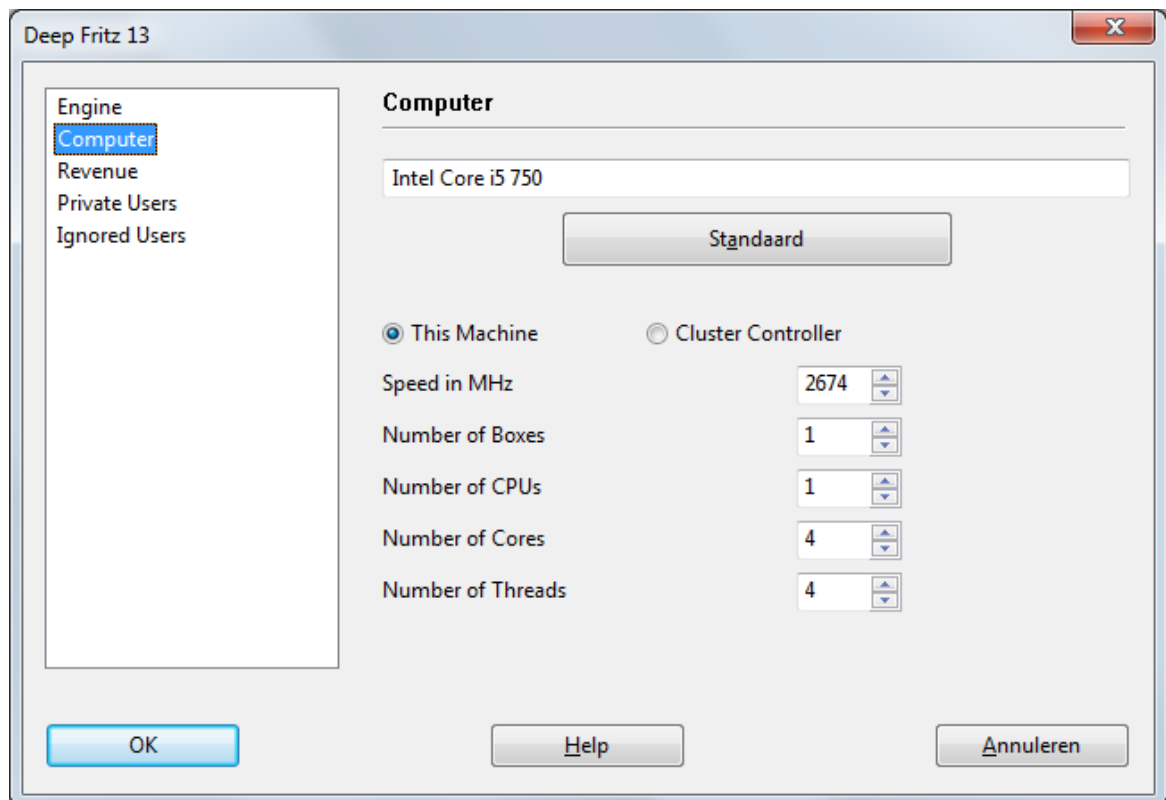 Deep Fritz 13
Engine
Computer
Revenue
Private Users
Ignored Users
Computer
Intel Core i5 750
Standaard
This Machine
Cluster Controller
Speed in MHz 2674
Number of Boxes 1
Number of CPUs 1
Number of Cores 4
Number of Threads 4
OK
Help
Annuleren